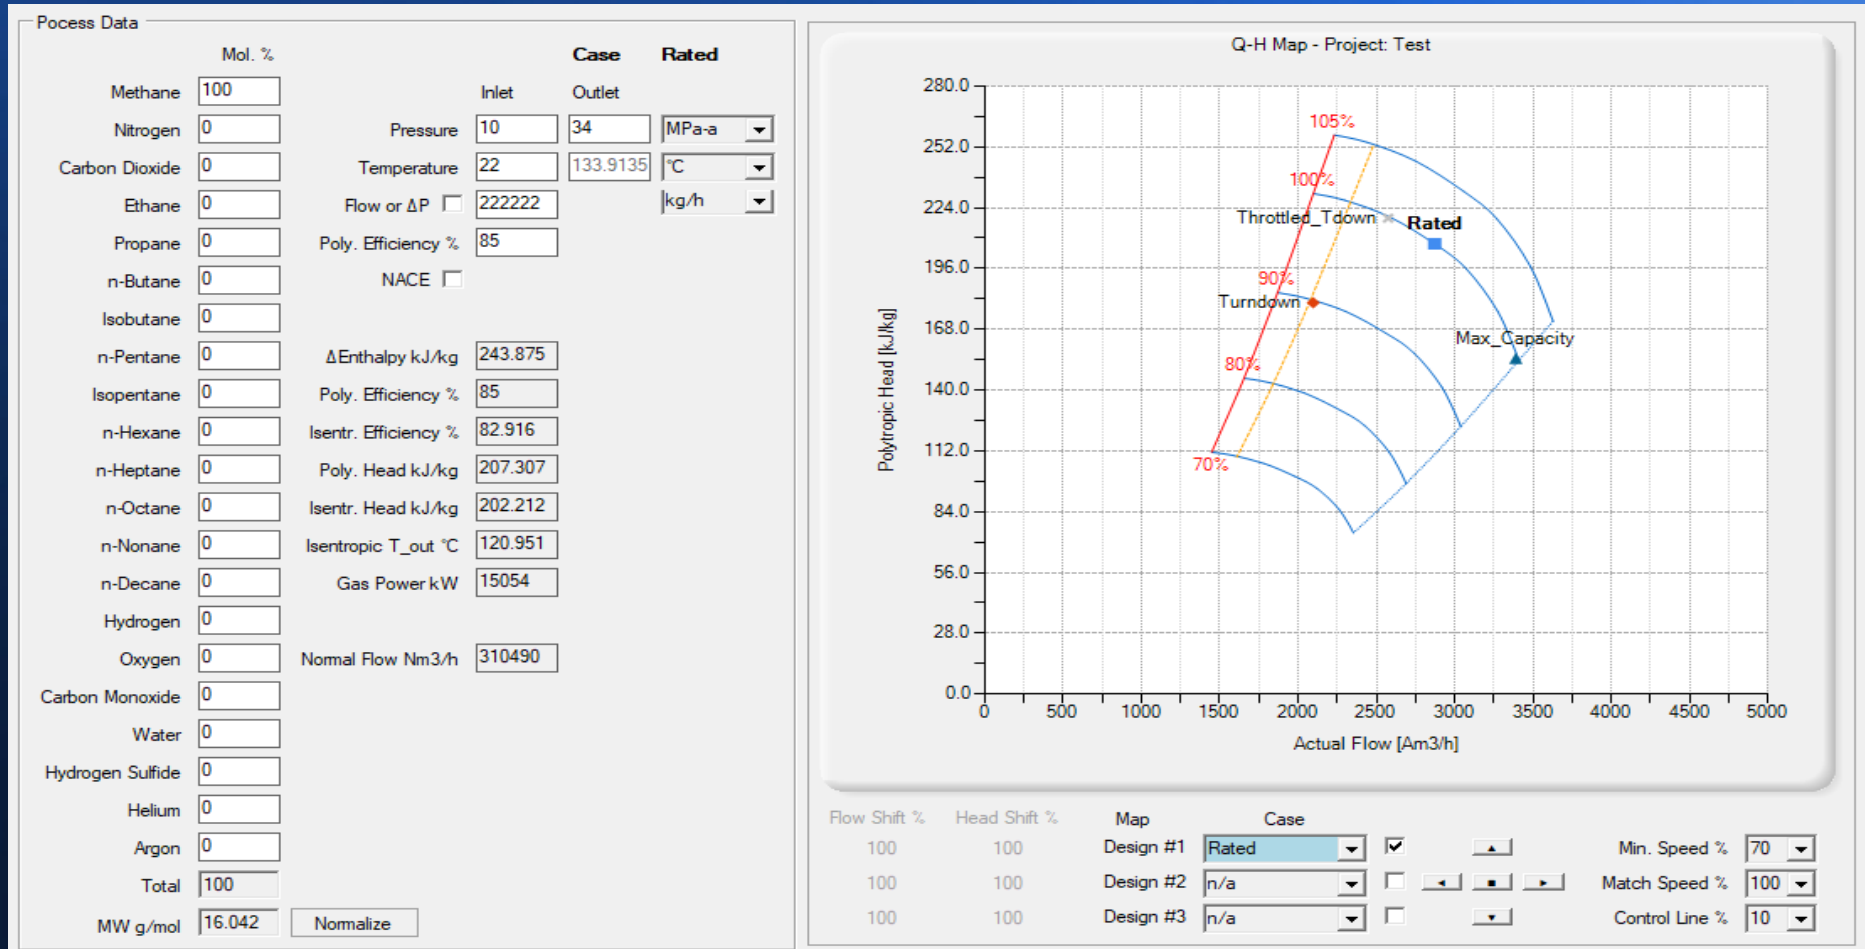 Pocess Data
Mol. %
Case Rated
Methane 100 Inlet Outlet
Nitrogen 0 Pressure 10 34 MPa-a
Carbon Dioxide 0 Temperature 22 133.9135 °C
Ethane 0 Flow or ΔP 222222 kg/h
Propane 0 Poly. Efficiency % 85
n-Butane 0 NACE
Isobutane 0
n-Pentane 0 ΔEnthalpy kJ/kg 243.875
Isopentane 0 Poly. Efficiency % 85
n-Hexane 0 Isentr. Efficiency % 82.916
n-Heptane 0 Poly. Head kJ/kg 207.307
n-Octane 0 Isentr. Head kJ/kg 202.212
n-Nonane 0 Isentropic T_out °C 120.951
n-Decane 0 Gas Power kW 15054
Hydrogen 0
Oxygen 0 Normal Flow Nm3/h 310490
Carbon Monoxide 0
Water 0
Hydrogen Sulfide 0
Helium 0
Argon 0
Total 100
MW g/mol 16.042 Normalize
Q-H Map - Project: Test
Polytropic Head [kJ/kg]
280.0
252.0
224.0
196.0
168.0
140.0
112.0
84.0
56.0
28.0
0.0
105%
100%
Throttled_Tdown
Rated
90%
Turndown
Max_Capacity
80%
70%
0 500 1000 1500 2000 2500 3000 3500 4000 4500 5000
Actual Flow [Am3/h]
Flow Shift % Head Shift % Map Case
100 100 Design #1 Rated Min. Speed % 70
100 100 Design #2 n/a Match Speed % 100
100 100 Design #3 n/a Control Line % 10